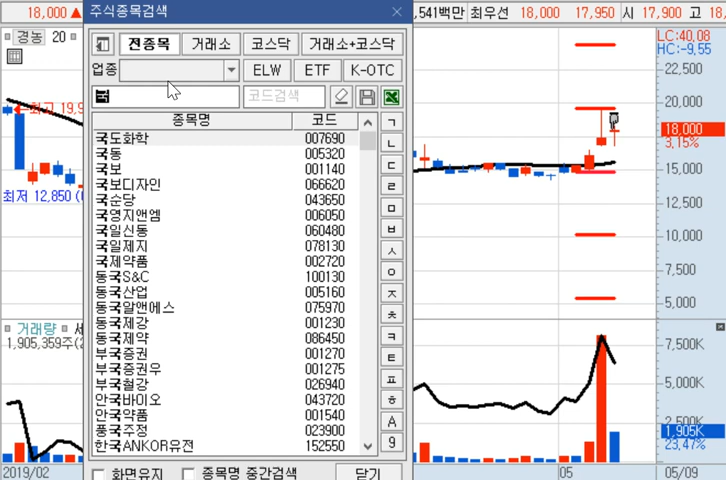 18,000 ▲
주식종목검색
,541백만 최우선 18,000 17,950 시 17,900 고 18,
경농 20
전종목 거래소 코스닥 거래소+코스닥
업종 ELW ETF K-OTC
국 코드검색
종목명 코드
국도화학 007690
국동 005320
국보 001140
국보디자인 066620
국순당 043650
국영지앤엠 006050
국일신동 060480
국일제지 078130
국제약품 002720
동국S&C 100130
동국산업 005160
동국알앤에스 075970
동국제강 001230
동국제약 086450
부국증권 001270
부국증권우 001275
부국철강 026940
안국바이오 043720
안국약품 001540
풍국주정 023900
한국ANKOR유전 152550
ㄱ
ㄴ
ㄷ
ㄹ
ㅁ
ㅂ
ㅅ
ㅇ
ㅈ
ㅊ
ㅋ
ㅌ
ㅍ
ㅎ
A
9
화면유지 종목명 중간검색 닫기
최고 19,9
최저 12,850
거래량
1,905,359주
2019/02
LC:40,08
HC:-9,55
22,500
20,000
18,000
3,15%
15,000
12,500
10,000
7,500
5,000
7,500K
5,000K
2,500K
1,905K
23,47%
05 05/09